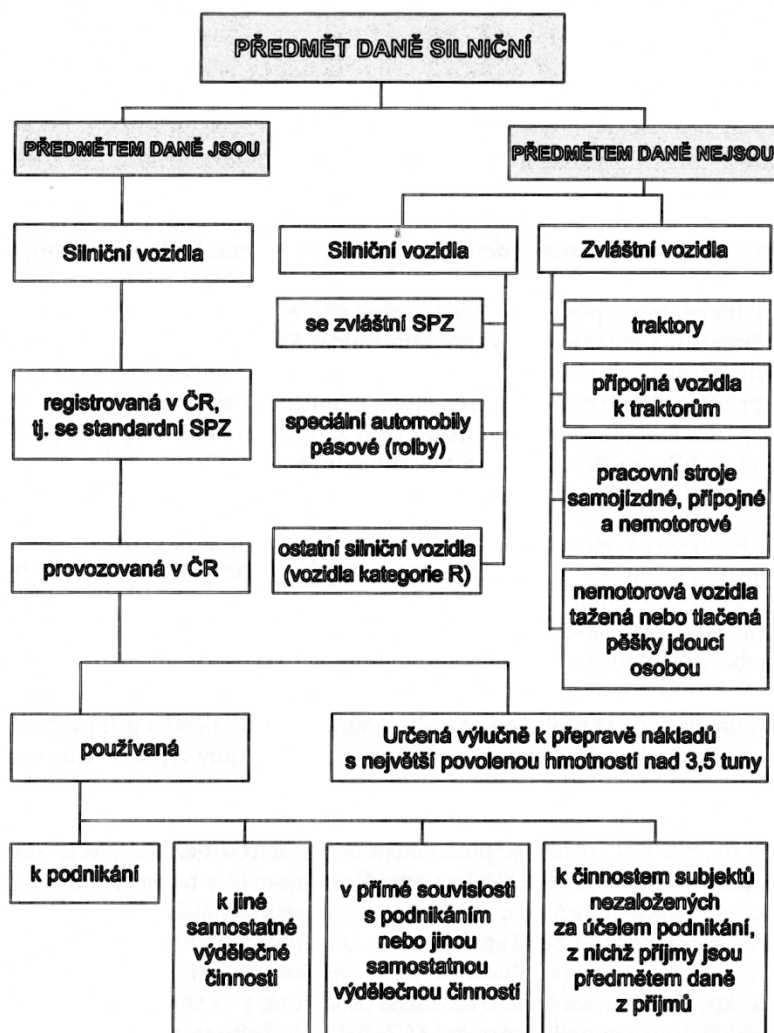 PŘEDMĚT DANĚ SILNIČNÍ
PŘEDMĚTEM DANĚ JSOU
PŘEDMĚTEM DANĚ NEJSOU
Silniční vozidla
Silniční vozidla
Zvláštní vozidla
registrovaná v ČR,
tj. se standardní SPZ
provozovaná v ČR
se zvláštní SPZ
speciální automobily
pásové (rolby)
ostatní silniční vozidla
(vozidla kategorie R)
traktory
přípojná vozidla
k traktorům
pracovní stroje
samojízdné, přípojné
a nemotorové
nemotorová vozidla
tažená nebo tlačená
pěšky jdoucí
osobou
používaná
Určená výlučně k přepravě nákladů
s největší povolenou hmotností nad 3,5 tuny
k podnikání
k jiné
samostatné
výdělečné
činnosti
v přímé souvislosti
s podnikáním
nebo jinou
samostatnou
výdělečnou činností
k činnostem subjektů
nezaložených
za účelem podnikání,
z nichž příjmy jsou
předmětem daně
z příjmů